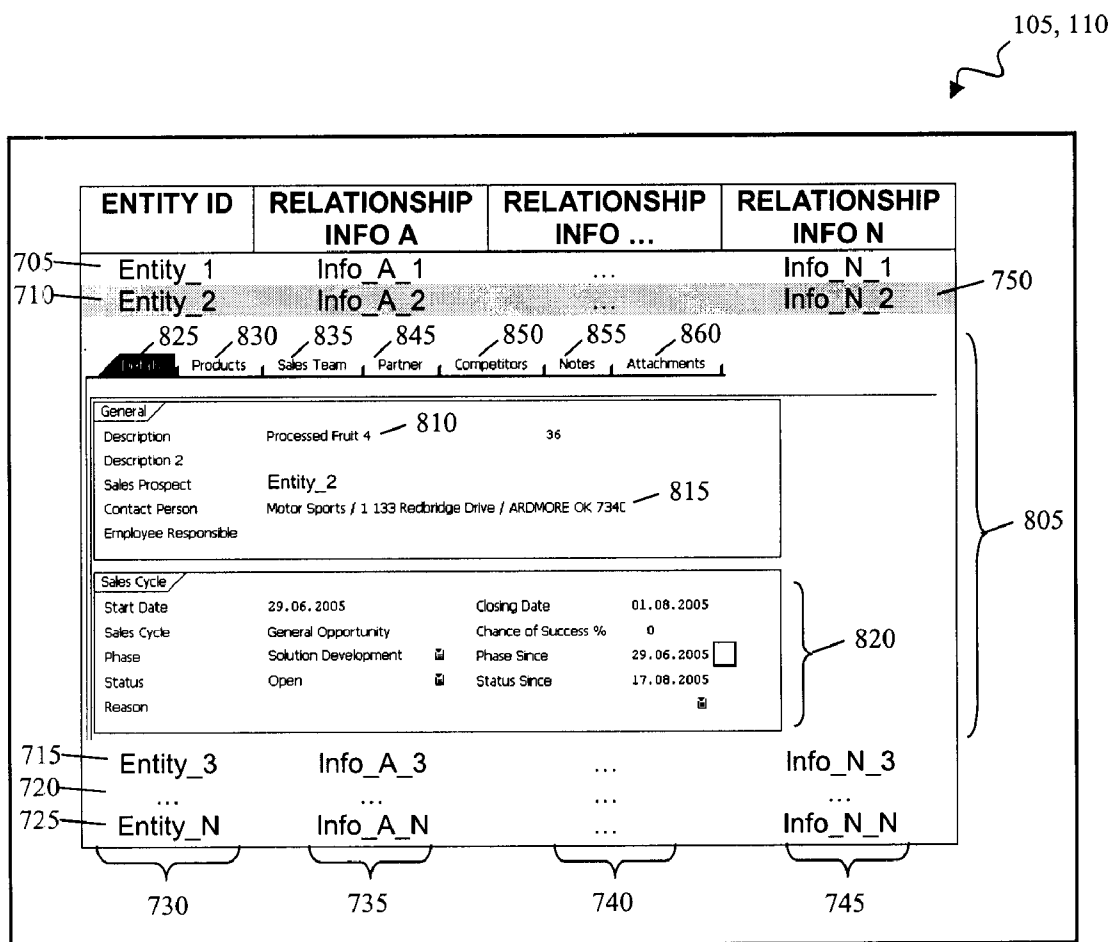 105, 110
ENTITY ID RELATIONSHIP INFO A RELATIONSHIP INFO ... RELATIONSHIP INFO N
705 Entity_1 Info_A_1 ... Info_N_1
710 Entity_2 Info_A_2 ... Info_N_2 750
825 830 835 845 850 855 860
Details Products Sales Team Partner Competitors Notes Attachments
General
Description Processed Fruit 4 810 36
Description 2
Sales Prospect Entity_2
Contact Person Motor Sports / 1 133 Redbridge Drive / ARDMORE OK 815
Employee Responsible
805
Sales Cycle
Start Date 29.06.2005 Closing Date 01.08.2005
Sales Cycle General Opportunity Chance of Success % 0
Phase Solution Development Phase Since 29.06.2005
820
Status Open Status Since 17.08.2005
Reason
715 Entity_3 Info_A_3 ... Info_N_3
720 ... ... ... ...
725 Entity_N Info_A_N ... Info_N_N
730 735 740 745